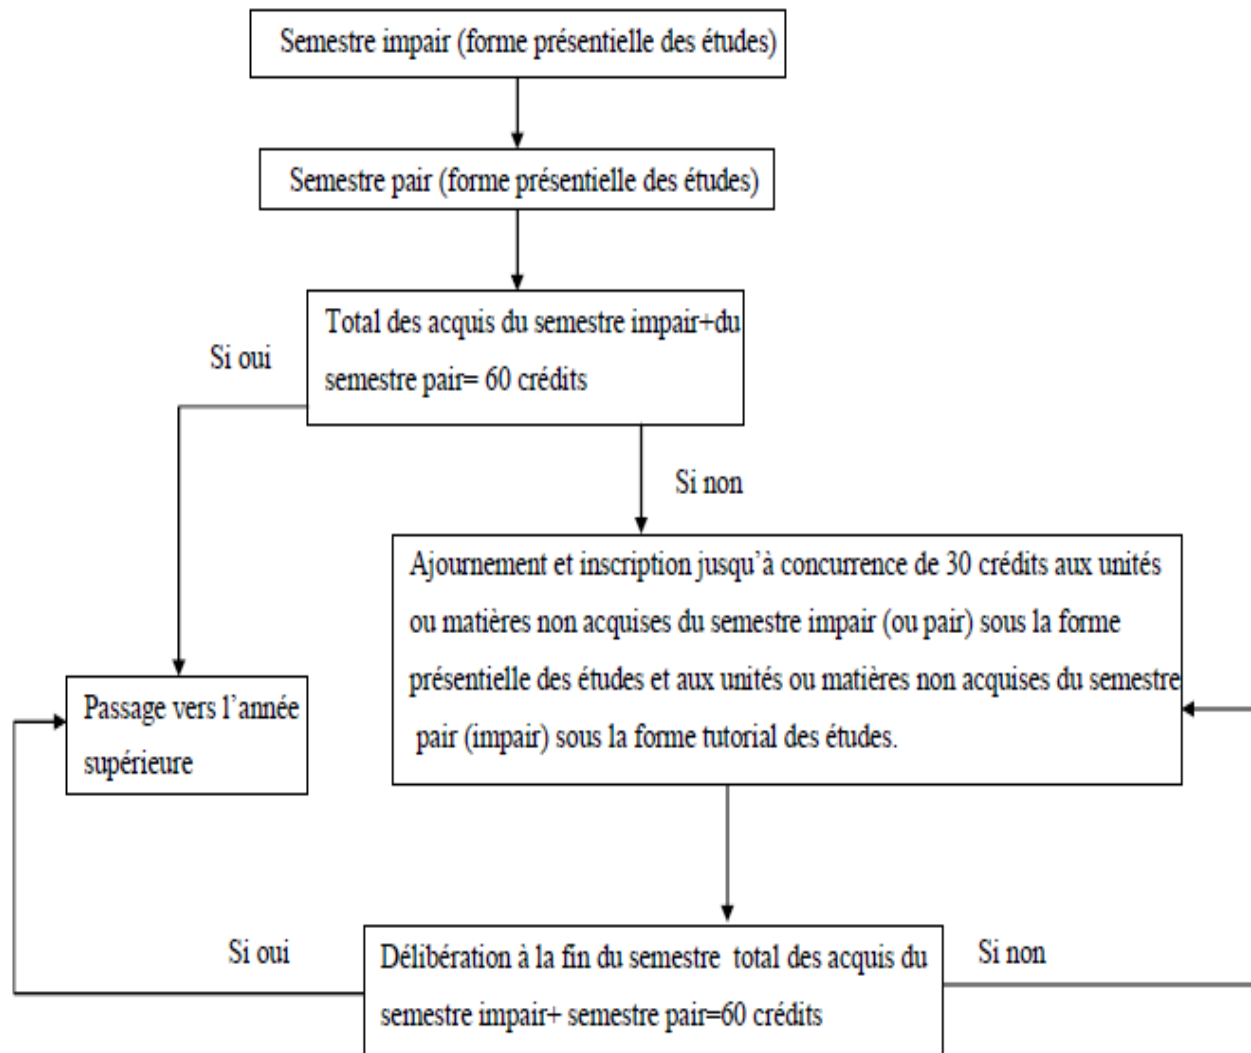 Semestre impair (forme présentielle des études)
Semestre pair (forme présentielle des études)
Total des acquis du semestre impair+du
semestre pair= 60 crédits
Si oui
Si non
Ajournement et inscription jusqu'à concurrence de 30 crédits aux unités
ou matières non acquises du semestre impair (ou pair) sous la forme
présentielle des études et aux unités ou matières non acquises du semestre
pair (impair) sous la forme tutorial des études.
Passage vers l'année
supérieure
Si oui
Délibération à la fin du semestre total des acquis du
semestre impair+ semestre pair=60 crédits
Si non